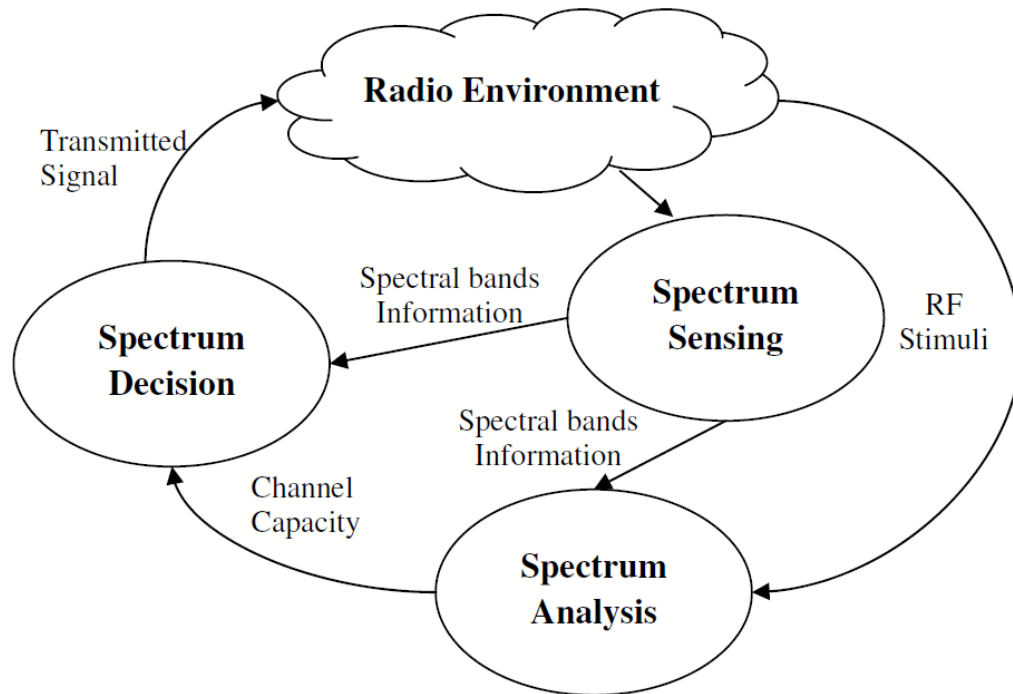 Radio Environment
Transmitted
Signal
Spectral bands
Information
Spectrum
Sensing
RF
Stimuli
Spectrum
Decision
Spectral bands
Information
Channel
Capacity
Spectrum
Analysis